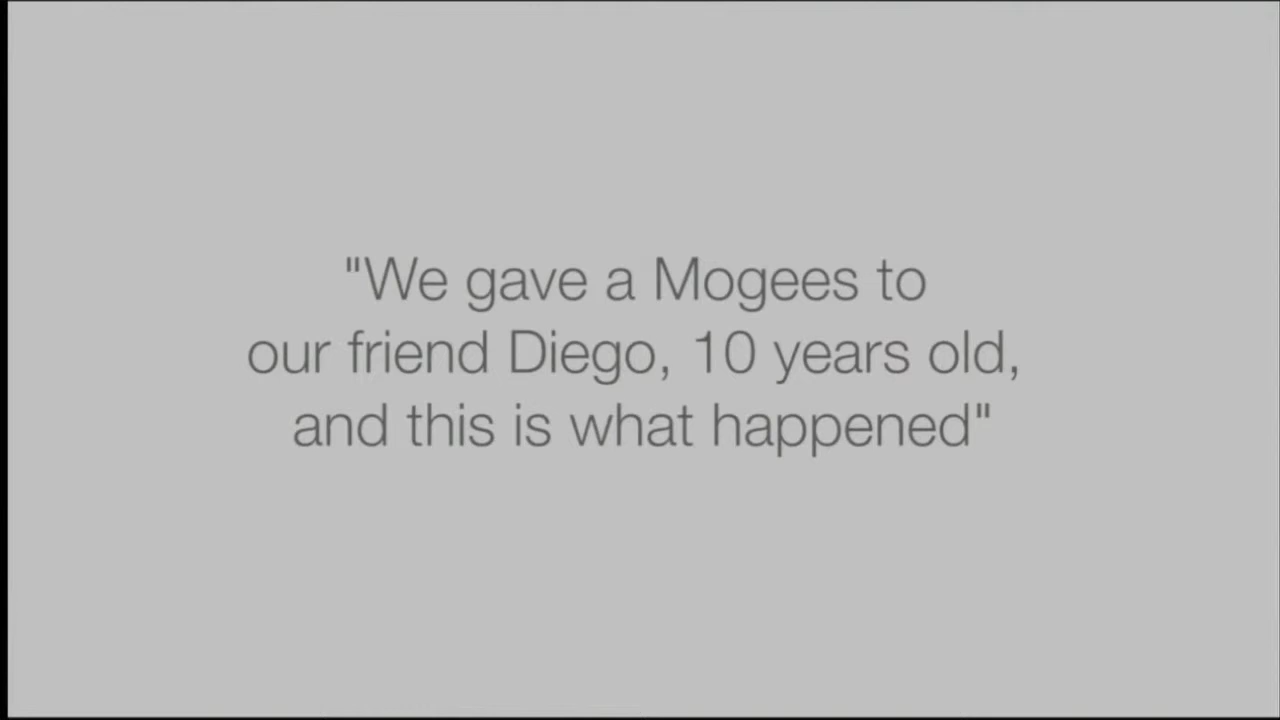 "We gave a Mogees to
our friend Diego, 10 years old,
and this is what happened"